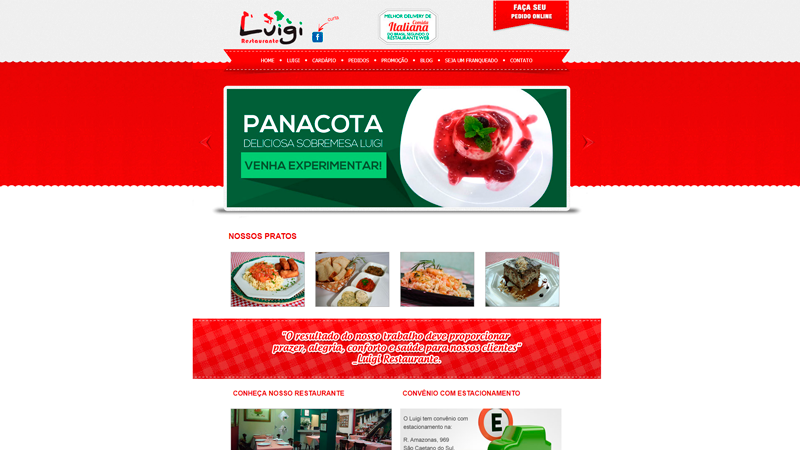 Luigi
Restaurante
curta
MELHOR DELIVERY DE
Comida
Italiana
DO BRASIL SEGUNDO O
RESTAURANTE WEB
FAÇA SEU
PEDIDO ONLINE
HOME • LUIGI • CARDÁPIO • PEDIDOS • PROMOÇÃO • BLOG • SEJA UM FRANQUEADO • CONTATO
PANACOTA
DELICIOSA SOBREMESA LUIGI
VENHA EXPERIMENTAR!
NOSSOS PRATOS
"O resultado do nosso trabalho deve proporcionar
prazer, alegria, conforto e saúde para nossos clientes"
_Luigi Restaurante.
CONHEÇA NOSSO RESTAURANTE
CONVÊNIO COM ESTACIONAMENTO
O Luigi tem convênio com
estacionamento na:
R. Amazonas, 969
São Caetano do Sul
E